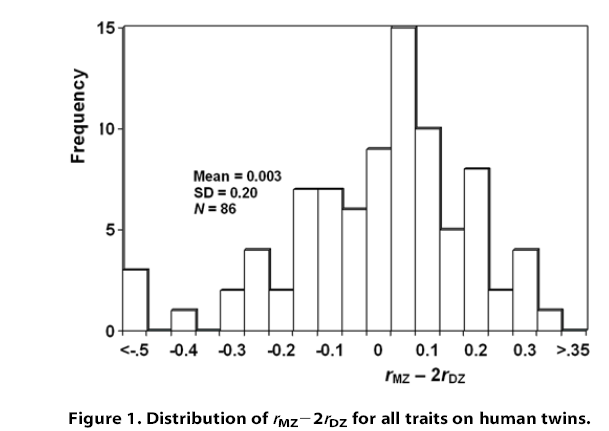 15
Frequency
10
Mean = 0.003
SD = 0.20
N = 86
5
0
<-.5 -0.4 -0.3 -0.2 -0.1 0 0.1 0.2 0.3 >.35
rMZ − 2rDZ
Figure 1. Distribution of rMZ−2rDZ for all traits on human twins.